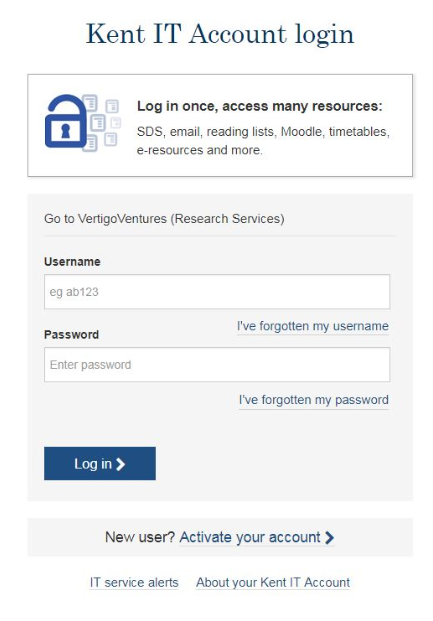 Kent IT Account login
Log in once, access many resources:
SDS, email, reading lists, Moodle, timetables,
e-resources and more.
Go to VertigoVentures (Research Services)
Username
eg ab123
I've forgotten my username
Password
Enter password
I've forgotten my password
Log in
New user? Activate your account
IT service alerts About your Kent IT Account